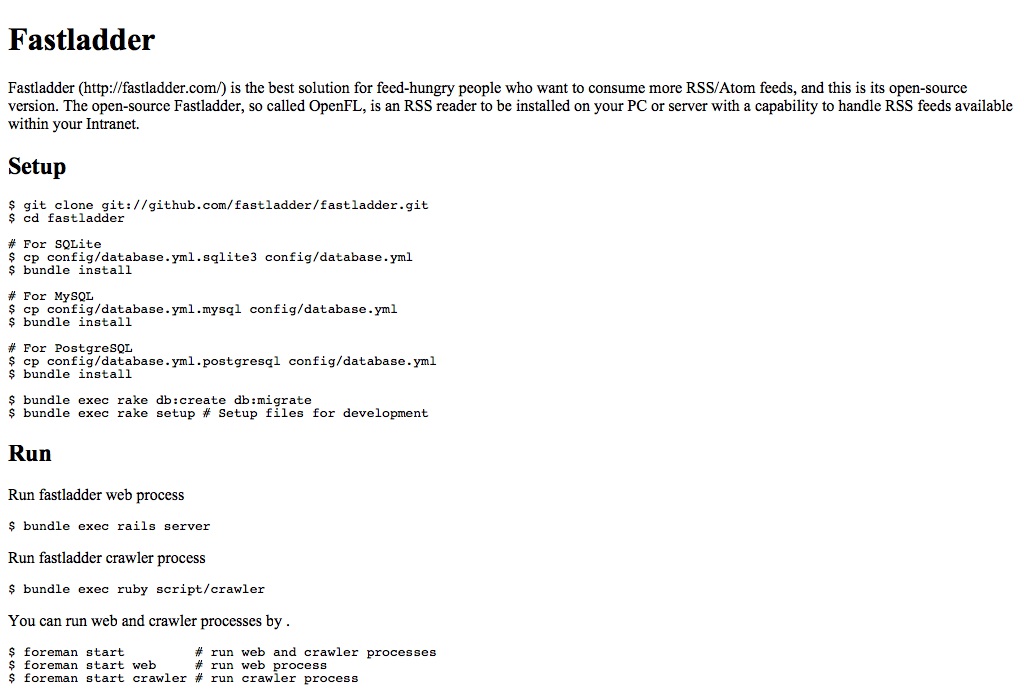 Fastladder
Fastladder (http://fastladder.com/) is the best solution for feed-hungry people who want to consume more RSS/Atom feeds, and this is its open-source
version. The open-source Fastladder, so called OpenFL, is an RSS reader to be installed on your PC or server with a capability to handle RSS feeds available
within your Intranet.
Setup
$ git clone git://github.com/fastladder/fastladder.git
$ cd fastladder
# For SQLite
$ cp config/database.yml.sqlite3 config/database.yml
$ bundle install
# For MySQL
$ cp config/database.yml.mysql config/database.yml
$ bundle install
# For PostgreSQL
$ cp config/database.yml.postgresql config/database.yml
$ bundle install
$ bundle exec rake db:create db:migrate
$ bundle exec rake setup # Setup files for development
Run
Run fastladder web process
$ bundle exec rails server
Run fastladder crawler process
$ bundle exec ruby script/crawler
You can run web and crawler processes by .
$ foreman start         # run web and crawler processes
$ foreman start web     # run web process
$ foreman start crawler # run crawler process